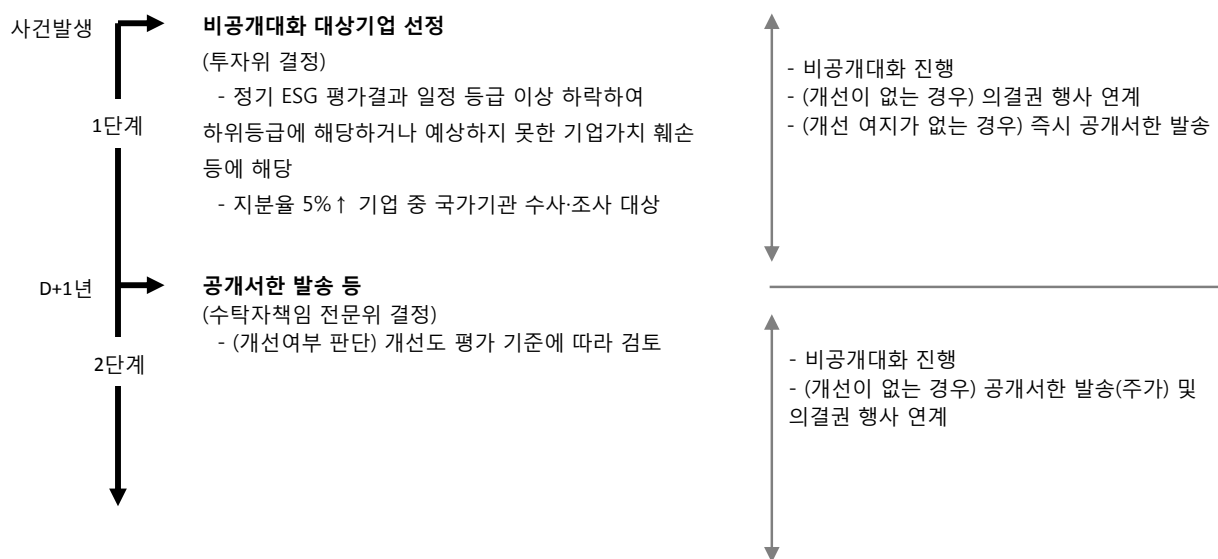 사건발생
비공개대화 대상기업 선정
(투자위 결정)
- 정기 ESG 평가결과 일정 등급 이상 하락하여
하위등급에 해당하거나 예상하지 못한 기업가치 훼손
등에 해당
- 지분율 5%↑ 기업 중 국가기관 수사·조사 대상
1단계
- 비공개대화 진행
- (개선이 없는 경우) 의결권 행사 연계
- (개선 여지가 없는 경우) 즉시 공개서한 발송
D+1년
공개서한 발송 등
(수탁자책임 전문위 결정)
- (개선여부 판단) 개선도 평가 기준에 따라 검토
2단계
- 비공개대화 진행
- (개선이 없는 경우) 공개서한 발송(주가) 및
의결권 행사 연계